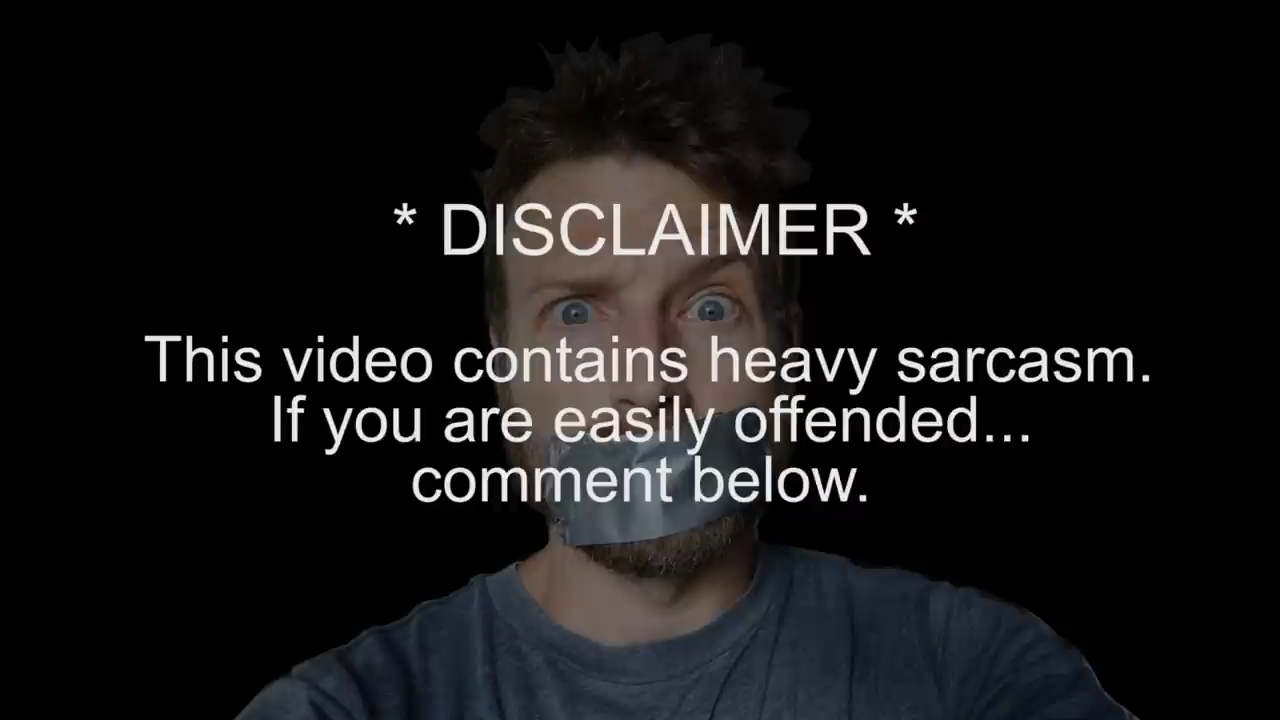 * DISCLAIMER *
This video contains heavy sarcasm.
If you are easily offended...
comment below.